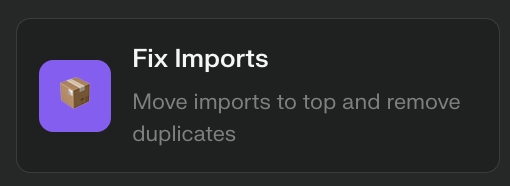 Fix Imports
Move imports to top and remove
duplicates